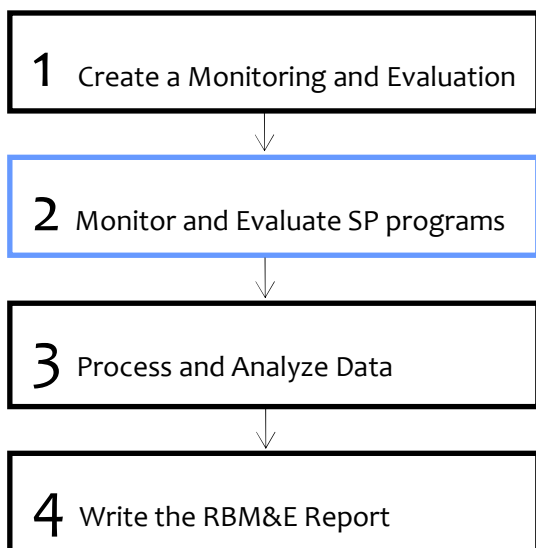 1 Create a Monitoring and Evaluation
2 Monitor and Evaluate SP programs
3 Process and Analyze Data
4 Write the RBM&E Report